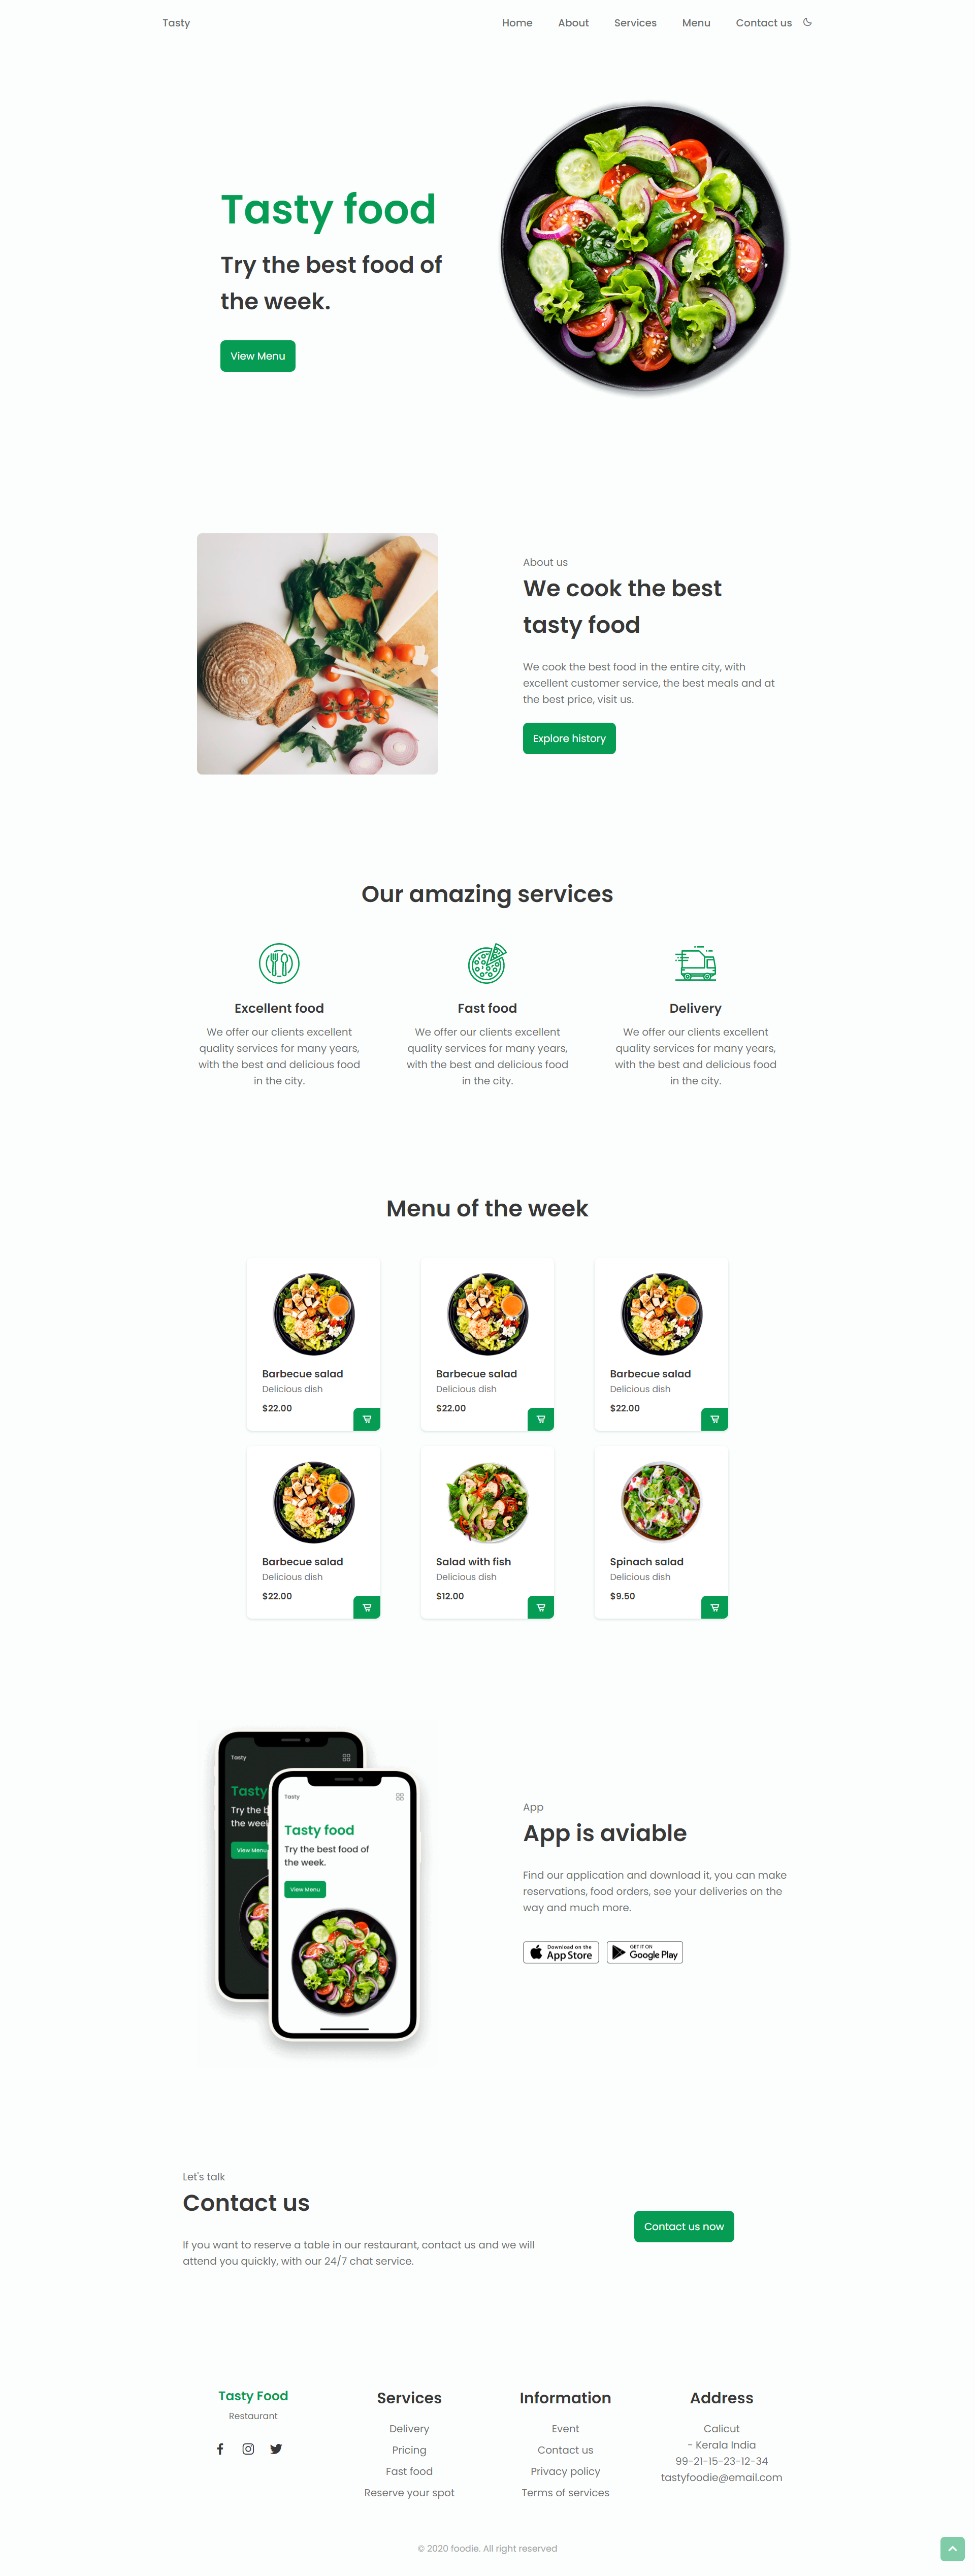 Tasty
Home About Services Menu Contact us
Tasty food
Try the best food of
the week.
View Menu
About us
We cook the best
tasty food
We cook the best food in the entire city, with
excellent customer service, the best meals and at
the best price, visit us.
Explore history
Our amazing services
Excellent food
We offer our clients excellent
quality services for many years,
with the best and delicious food
in the city.
Fast food
We offer our clients excellent
quality services for many years,
with the best and delicious food
in the city.
Delivery
We offer our clients excellent
quality services for many years,
with the best and delicious food
in the city.
Menu of the week
Barbecue salad
Delicious dish
$22.00
Barbecue salad
Delicious dish
$22.00
Barbecue salad
Delicious dish
$22.00
Barbecue salad
Delicious dish
$22.00
Salad with fish
Delicious dish
$12.00
Spinach salad
Delicious dish
$9.50
Tasty
Tasty
Try the b
the weel
View Menu
Tasty
Tasty food
Try the best food of
the week.
View Menu
App
App is aviable
Find our application and download it, you can make
reservations, food orders, see your deliveries on the
way and much more.
Download on the
App Store
GET IT ON
Google Play
Let's talk
Contact us
If you want to reserve a table in our restaurant, contact us and we will
attend you quickly, with our 24/7 chat service.
Contact us now
Tasty Food
Restaurant
Services
Delivery
Pricing
Fast food
Reserve your spot
Information
Event
Contact us
Privacy policy
Terms of services
Address
Calicut
- Kerala India
99-21-15-23-12-34
tastyfoodie@email.com
© 2020 foodie. All right reserved